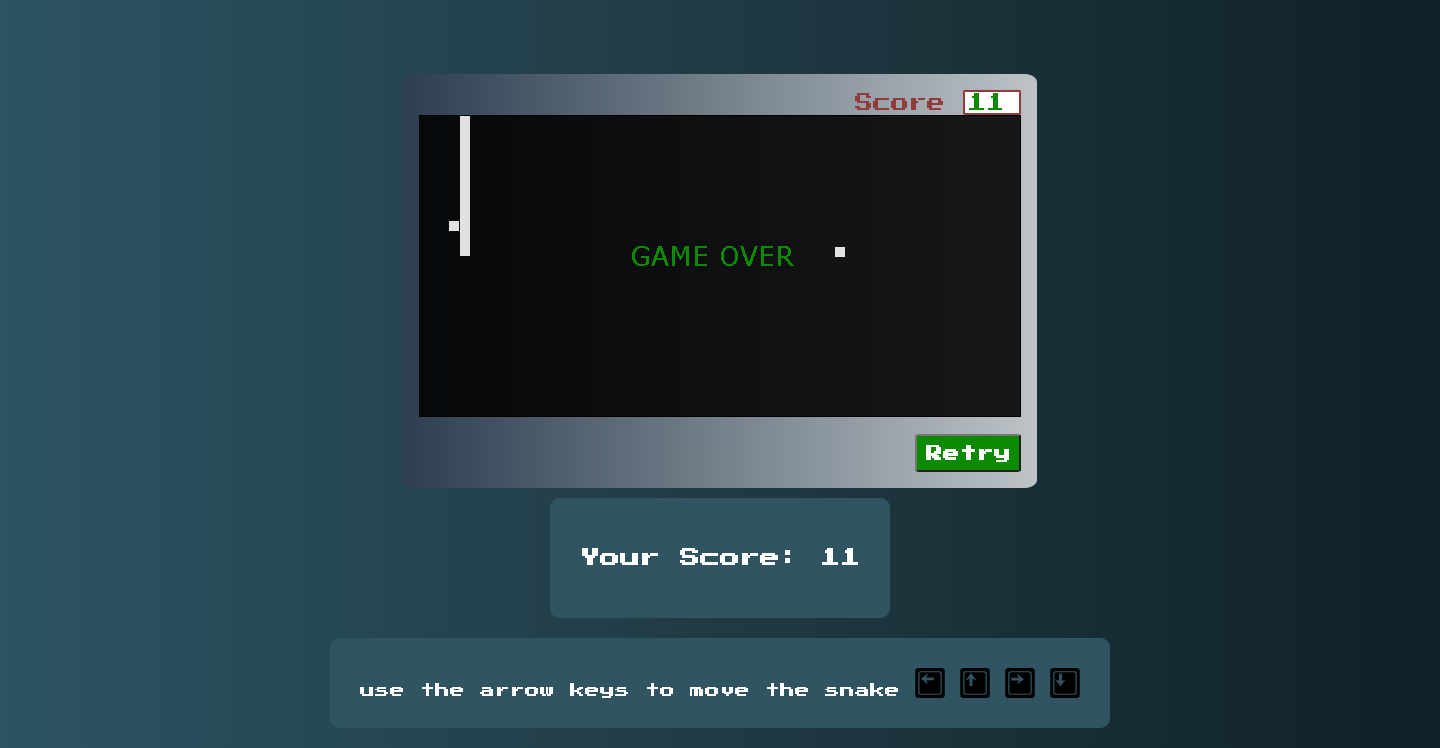 Score 11
GAME OVER
Retry
Your Score: 11
use the arrow keys to move the snake ← ↑ → ↓